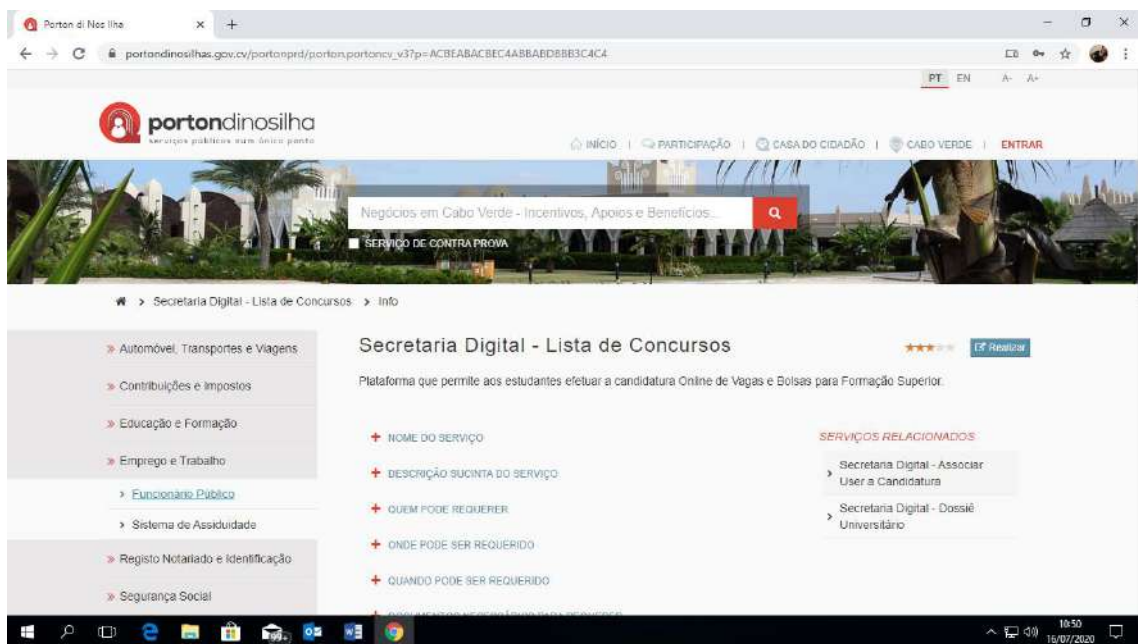 Porton di Nos Ilha
portondinosilhas.gov.cv/portonprd/porton.portoncv_v3?p=
PT EN A- A+
portondinosilha
serviços públicos num único ponto
INÍCIO | PARTICIPAÇÃO | CASA DO CIDADÃO | CABO VERDE | ENTRAR
Negócios em Cabo Verde - Incentivos, Apoios e Benefícios...
SERVIÇO DE CONTRA PROVA
> Secretaria Digital - Lista de Concursos > Info
Automóvel, Transportes e Viagens
Contribuições e Impostos
Educação e Formação
Emprego e Trabalho
> Funcionário Público
> Sistema de Assiduidade
Registo Notariado e Identificação
Segurança Social
Secretaria Digital - Lista de Concursos
Realizar
Plataforma que permite aos estudantes efetuar a candidatura Online de Vagas e Bolsas para Formação Superior.
+ NOME DO SERVIÇO
+ DESCRIÇÃO SUCINTA DO SERVIÇO
+ QUEM PODE REQUERER
+ ONDE PODE SER REQUERIDO
+ QUANDO PODE SER REQUERIDO
+ DOCUMENTOS NECESSÁRIOS PARA REQUERER
SERVIÇOS RELACIONADOS
> Secretaria Digital - Associar
User a Candidatura
> Secretaria Digital - Dossiê
Universitário
99+
10:50
16/07/2020